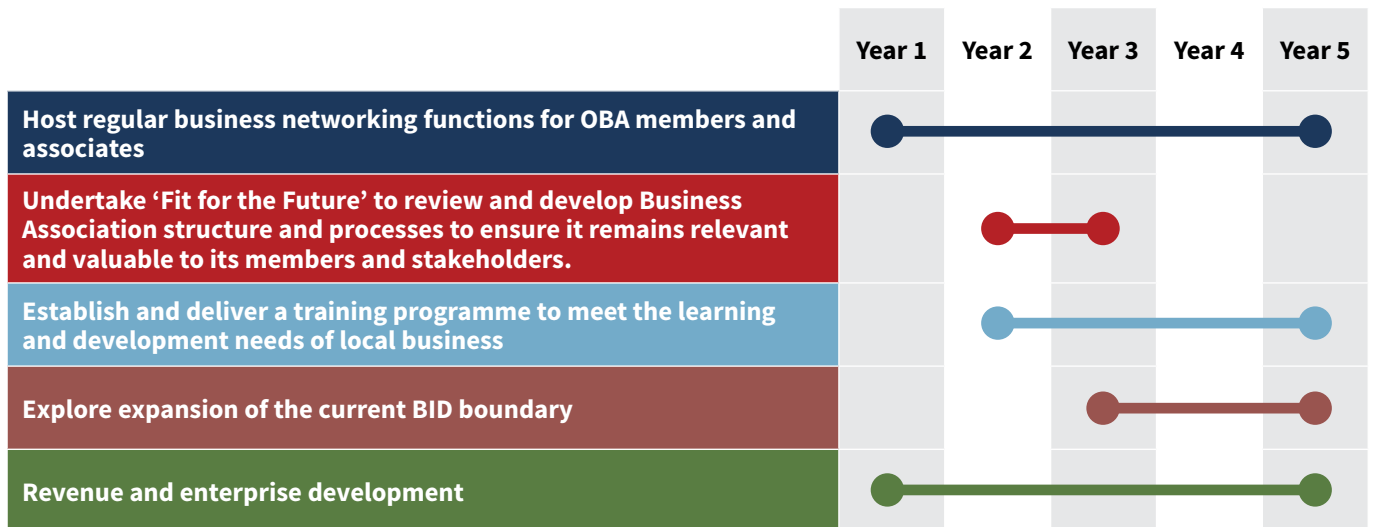 Year 1 Year 2 Year 3 Year 4 Year 5
Host regular business networking functions for OBA members and
associates
Undertake ‘Fit for the Future’ to review and develop Business
Association structure and processes to ensure it remains relevant
and valuable to its members and stakeholders.
Establish and deliver a training programme to meet the learning
and development needs of local business
Explore expansion of the current BID boundary
Revenue and enterprise development